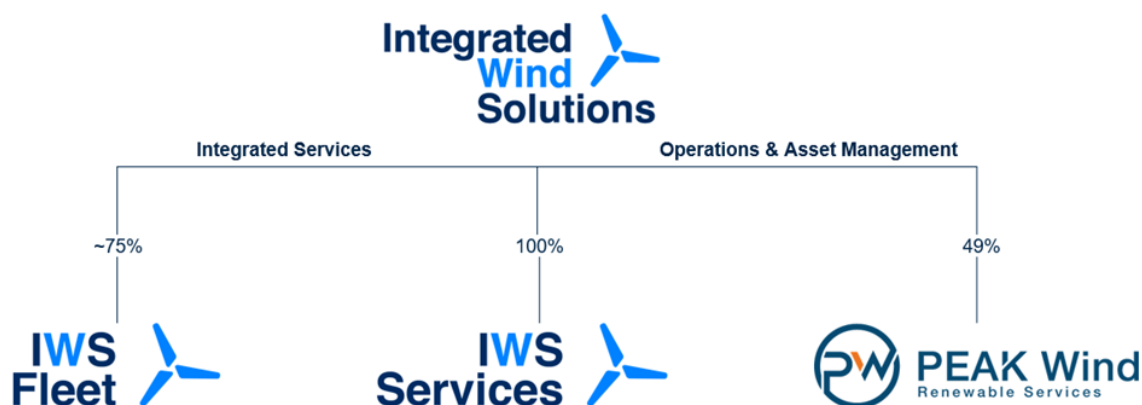 Integrated
Wind
Solutions
Integrated Services
Operations & Asset Management
~75%
100%
49%
IWS
Fleet
IWS
Services
PW
PEAK Wind
Renewable Services